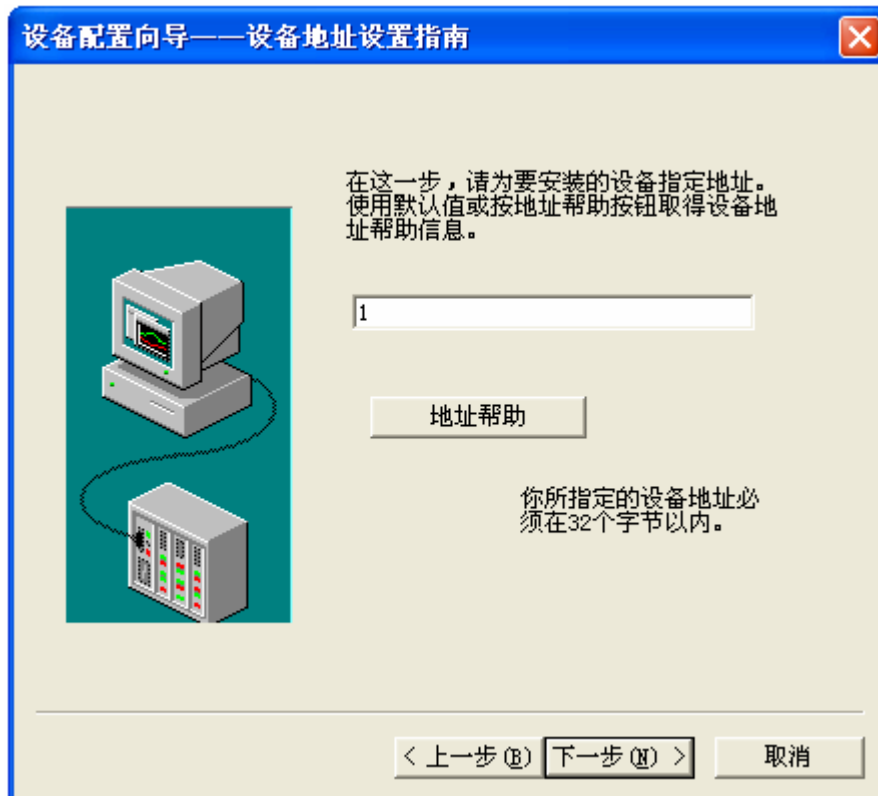 设备配置向导——设备地址设置指南
在这一步，请为要安装的设备指定地址。
使用默认值或按地址帮助按钮取得设备地
址帮助信息。
1
地址帮助
你所指定的设备地址必
须在32个字节以内。
< 上一步(B) 下一步(N) > 取消